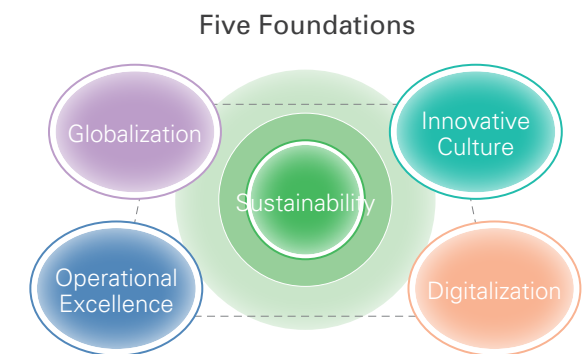 Five Foundations
Globalization
Innovative
Culture
Sustainability
Operational
Excellence
Digitalization